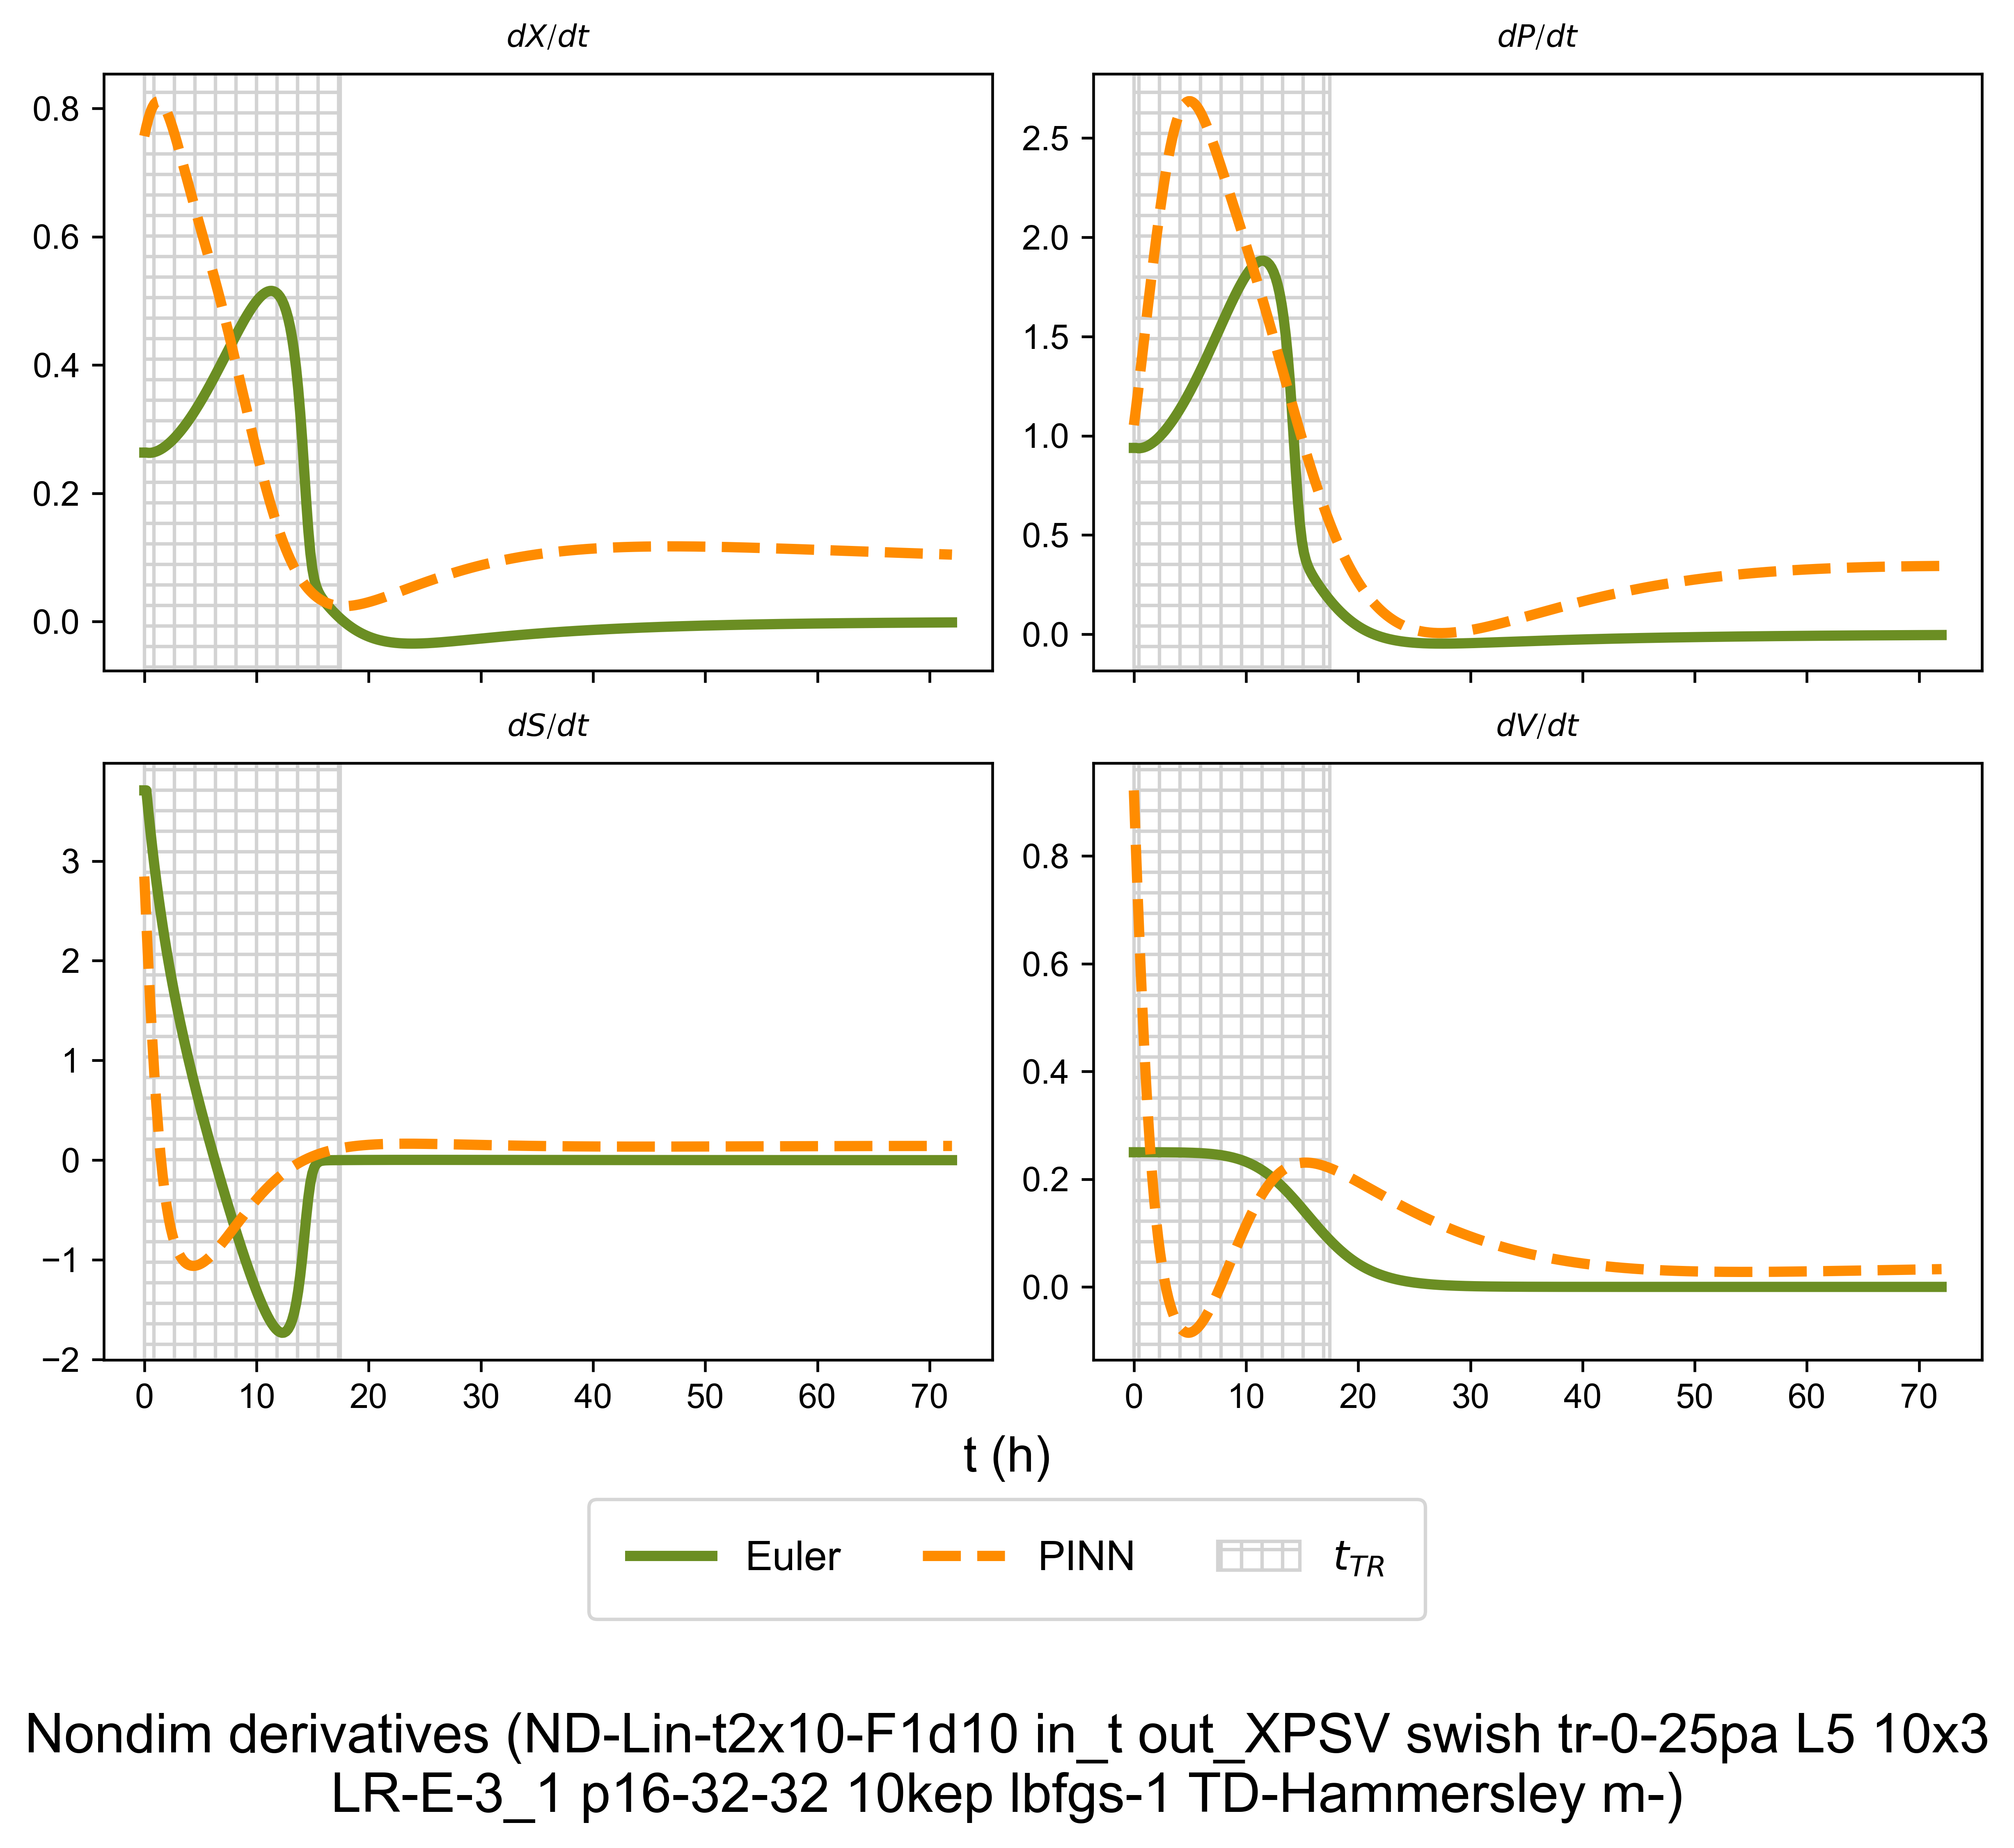 dX/dt
dP/dt
0.8
0.6
0.4
0.2
0.0
2.5
2.0
1.5
1.0
0.5
0.0
dS/dt
dV/dt
3
2
1
0
−1
−2
0 10 20 30 40 50 60 70
0.8
0.6
0.4
0.2
0.0
0 10 20 30 40 50 60 70
t (h)
Euler PINN t_TR
Nondim derivatives (ND-Lin-t2x10-F1d10 in_t out_XPSV swish tr-0-25pa L5 10x3
LR-E-3_1 p16-32-32 10kep lbfgs-1 TD-Hammersley m-)